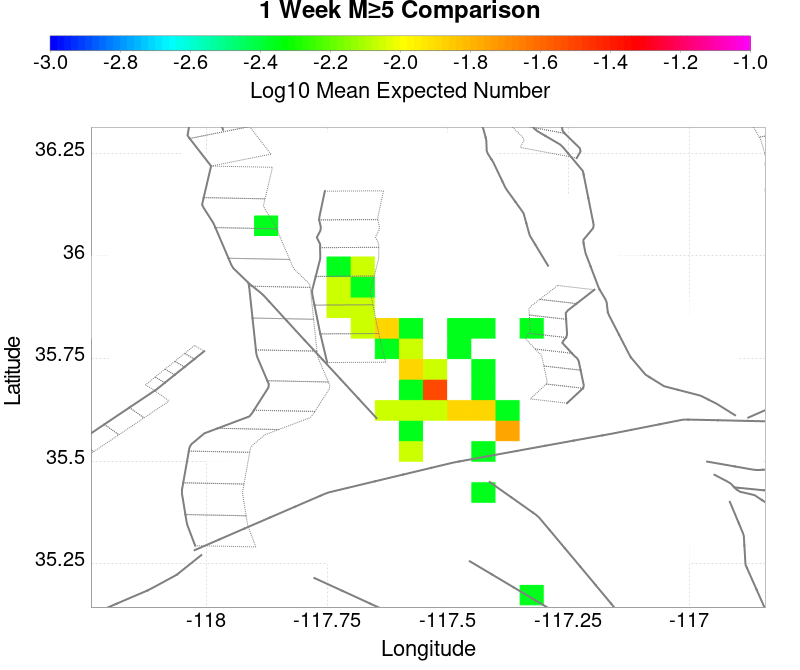 1 Week M≥5 Comparison
-3.0 -2.8 -2.6 -2.4 -2.2 -2.0 -1.8 -1.6 -1.4 -1.2 -1.0
Log10 Mean Expected Number
36.25
36
35.75
35.5
35.25
Latitude
-118 -117.75 -117.5 -117.25 -117
Longitude